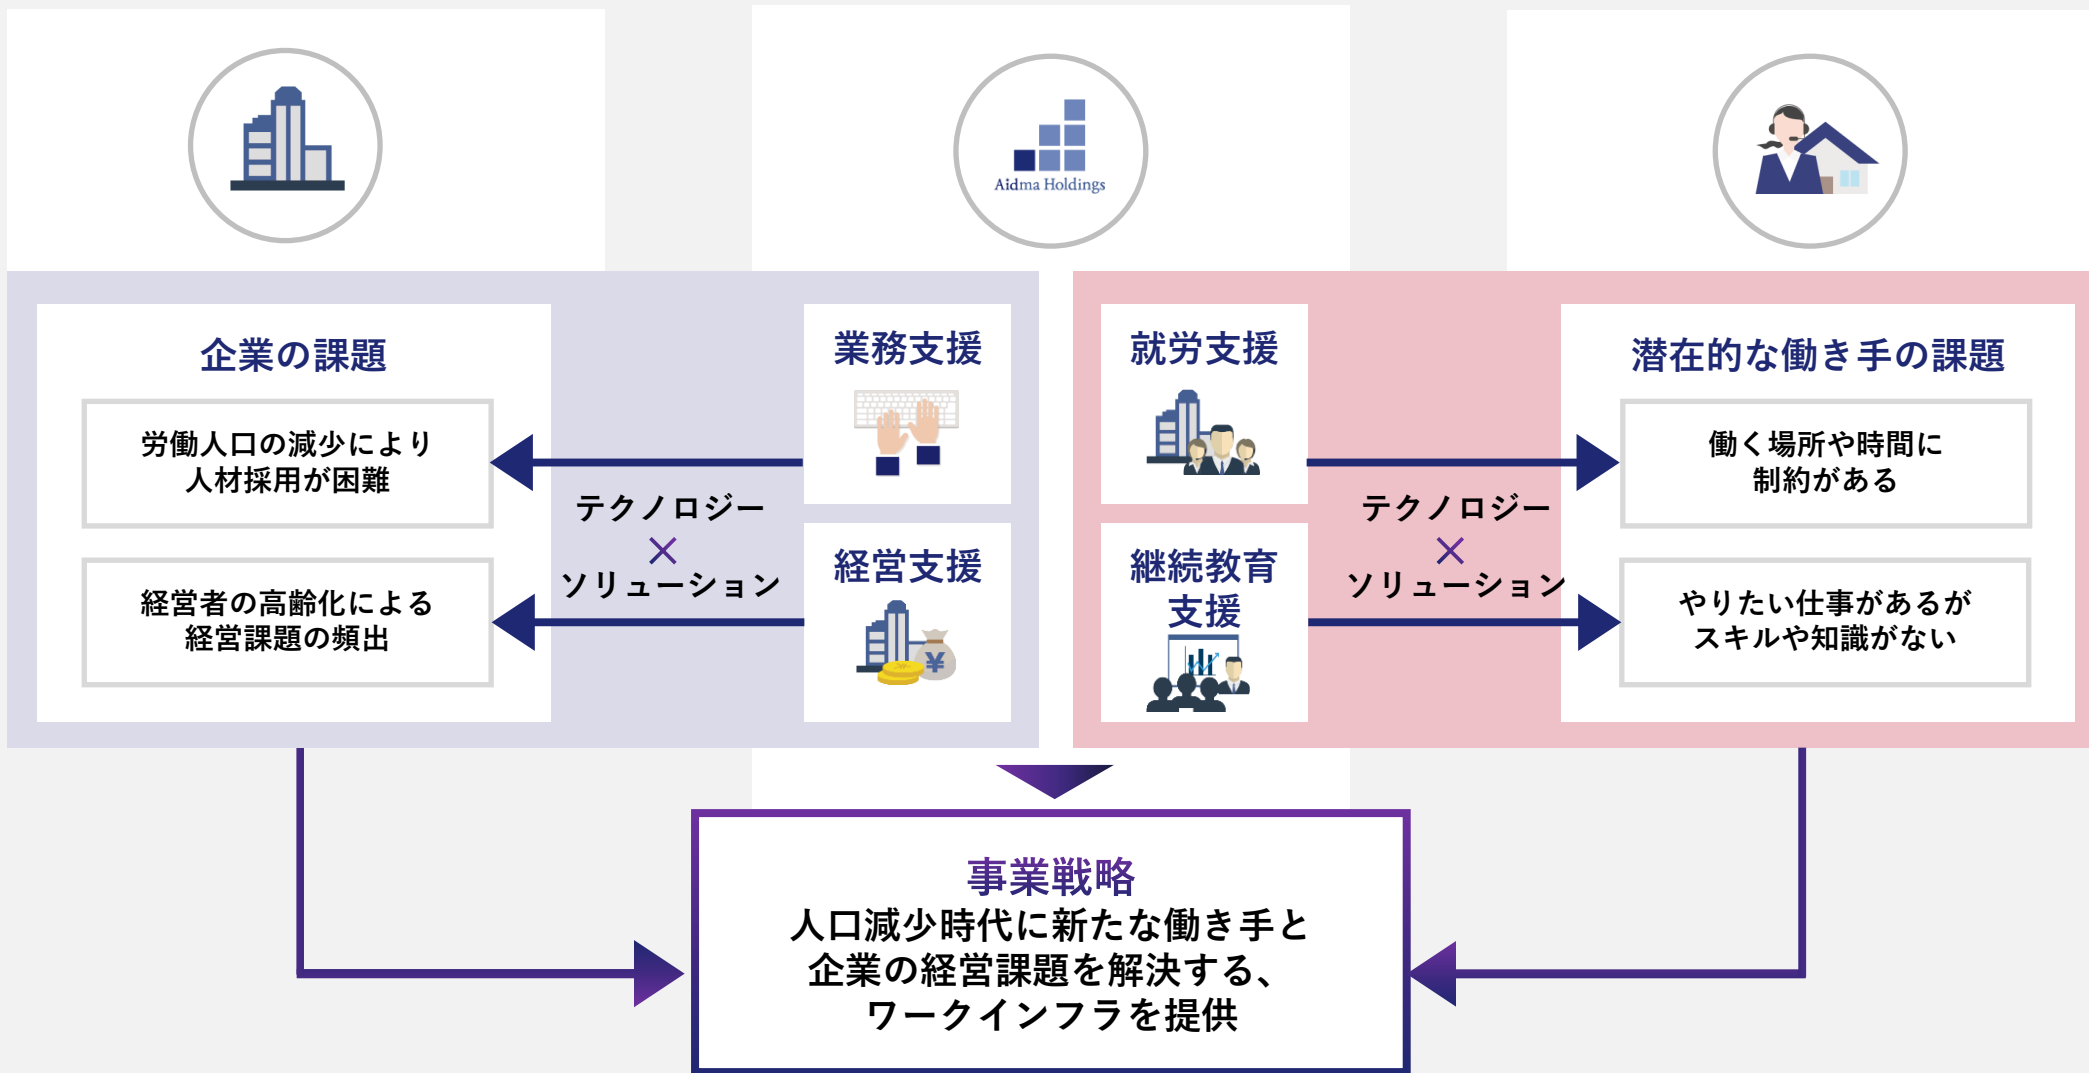 Aidma Holdings
企業の課題
労働人口の減少により
人材採用が困難
経営者の高齢化による
経営課題の頻出
テクノロジー
×
ソリューション
業務支援
経営支援
¥
就労支援
継続教育
支援
テクノロジー
×
ソリューション
潜在的な働き手の課題
働く場所や時間に
制約がある
やりたい仕事があるが
スキルや知識がない
事業戦略
人口減少時代に新たな働き手と
企業の経営課題を解決する、
ワークインフラを提供